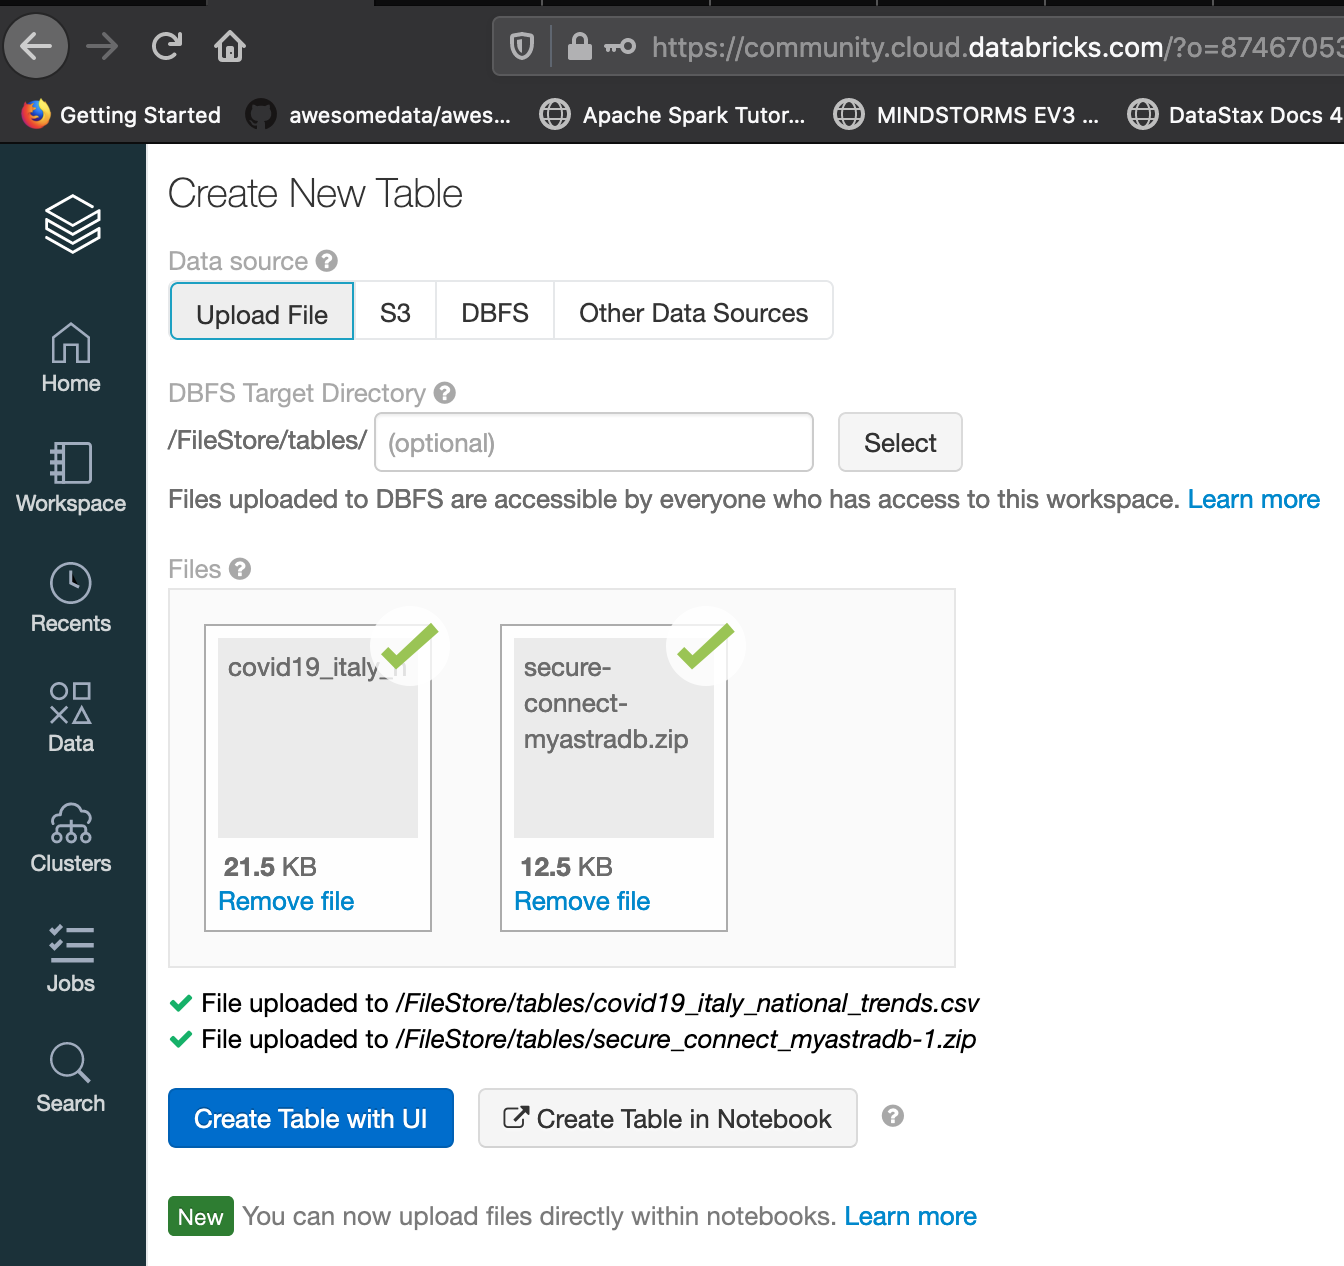 https://community.cloud.databricks.com/?o=8746705
Getting Started awesomedata/awes... Apache Spark Tutor... MINDSTORMS EV3 ... DataStax Docs 4
Create New Table
Data source
Upload File S3 DBFS Other Data Sources
DBFS Target Directory
/FileStore/tables/ (optional) Select
Files uploaded to DBFS are accessible by everyone who has access to this workspace. Learn more
Files
covid19_italy_
secure-
connect-
myastradb.zip
21.5 KB
Remove file
12.5 KB
Remove file
File uploaded to /FileStore/tables/covid19_italy_national_trends.csv
File uploaded to /FileStore/tables/secure_connect_myastradb-1.zip
Create Table with UI Create Table in Notebook
New You can now upload files directly within notebooks. Learn more
Home
Workspace
Recents
Data
Clusters
Jobs
Search